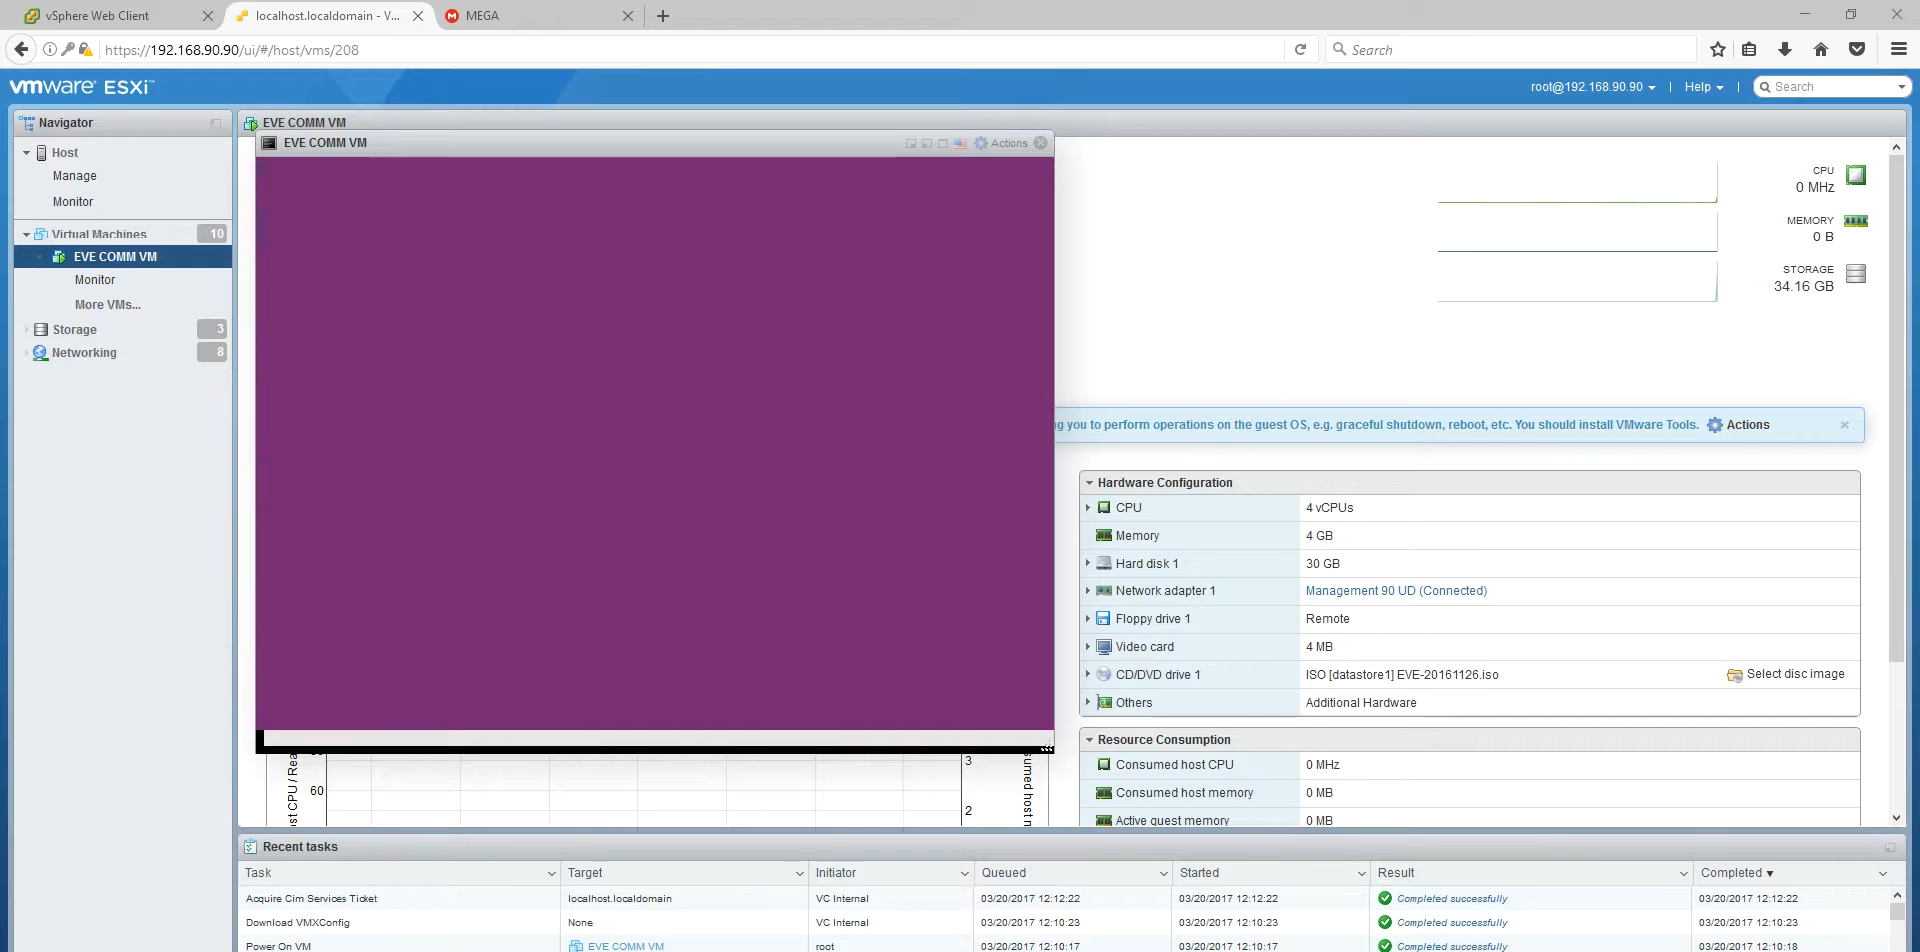 vSphere Web Client
localhost.localdomain - V...
MEGA
https://192.168.90.90/ui/#/host/vms/208
Search
vmware ESXi™
root@192.168.90.90
Help
Search
Navigator
EVE COMM VM
EVE COMM VM
Actions
Host
Manage
Monitor
Virtual Machines 10
EVE COMM VM
Monitor
More VMs...
Storage 3
Networking 8
CPU
0 MHz
MEMORY
0 B
STORAGE
34.16 GB
g you to perform operations on the guest OS, e.g. graceful shutdown, reboot, etc. You should install VMware Tools. Actions
Hardware Configuration
CPU 4 vCPUs
Memory 4 GB
Hard disk 1 30 GB
Network adapter 1 Management 90 UD (Connected)
Floppy drive 1 Remote
Video card 4 MB
CD/DVD drive 1 ISO [datastore1] EVE-20161126.iso Select disc image
Others Additional Hardware
Resource Consumption
Consumed host CPU 0 MHz
Consumed host memory 0 MB
Active guest memory 0 MB
st CPU / Rea
60
3
2
sumed host m
Recent tasks
Task Target Initiator Queued Started Result Completed ▼
Acquire Cim Services Ticket localhost.localdomain VC Internal 03/20/2017 12:12:22 03/20/2017 12:12:22 Completed successfully 03/20/2017 12:12:22
Download VMXConfig None VC Internal 03/20/2017 12:10:23 03/20/2017 12:10:23 Completed successfully 03/20/2017 12:10:23
Power On VM EVE COMM VM root 03/20/2017 12:10:17 03/20/2017 12:10:17 Completed successfully 03/20/2017 12:10:18